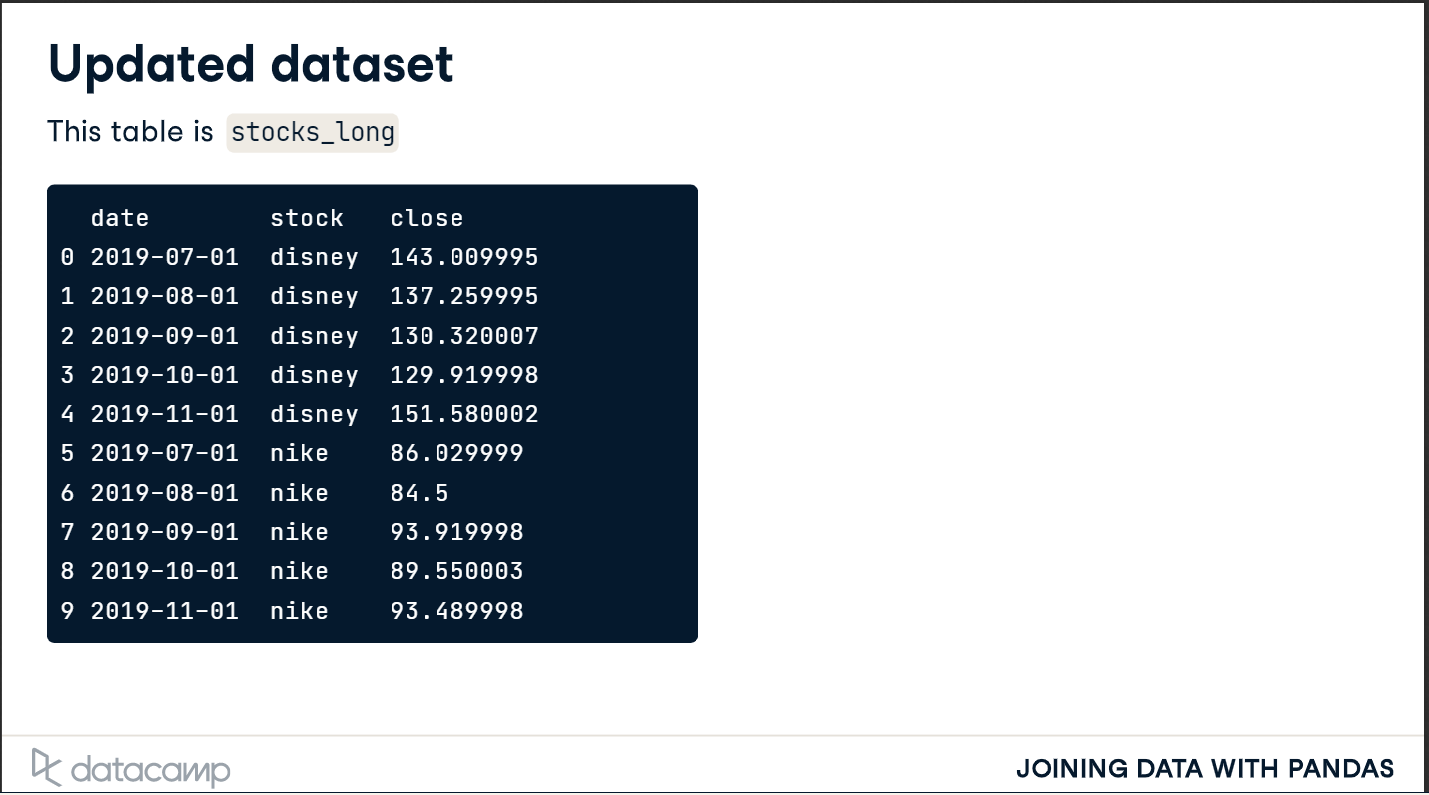 Updated dataset
This table is stocks_long
date stock close
0 2019-07-01 disney 143.009995
1 2019-08-01 disney 137.259995
2 2019-09-01 disney 130.320007
3 2019-10-01 disney 129.919998
4 2019-11-01 disney 151.580002
5 2019-07-01 nike 86.029999
6 2019-08-01 nike 84.5
7 2019-09-01 nike 93.919998
8 2019-10-01 nike 89.550003
9 2019-11-01 nike 93.489998
datacamp
JOINING DATA WITH PANDAS